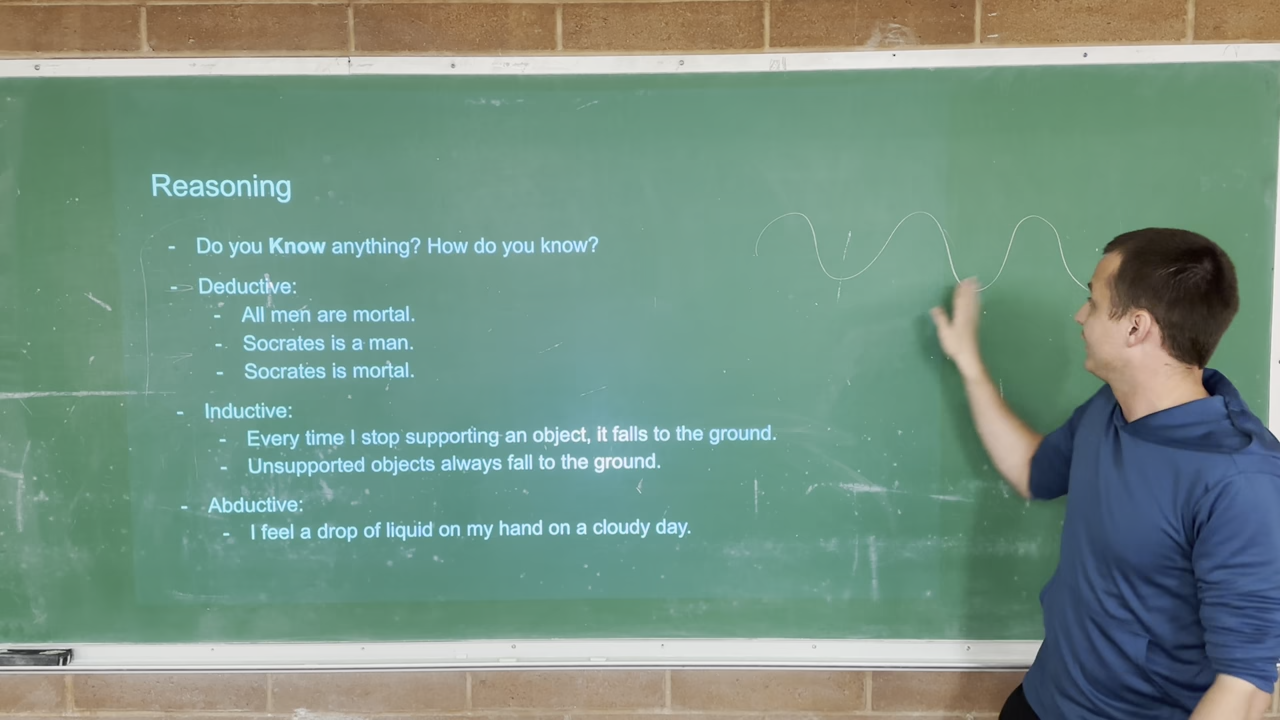 Reasoning
- Do you Know anything? How do you know?
- Deductive:
- All men are mortal.
- Socrates is a man.
- Socrates is mortal.
- Inductive:
- Every time I stop supporting an object, it falls to the ground.
- Unsupported objects always fall to the ground.
- Abductive:
- I feel a drop of liquid on my hand on a cloudy day.